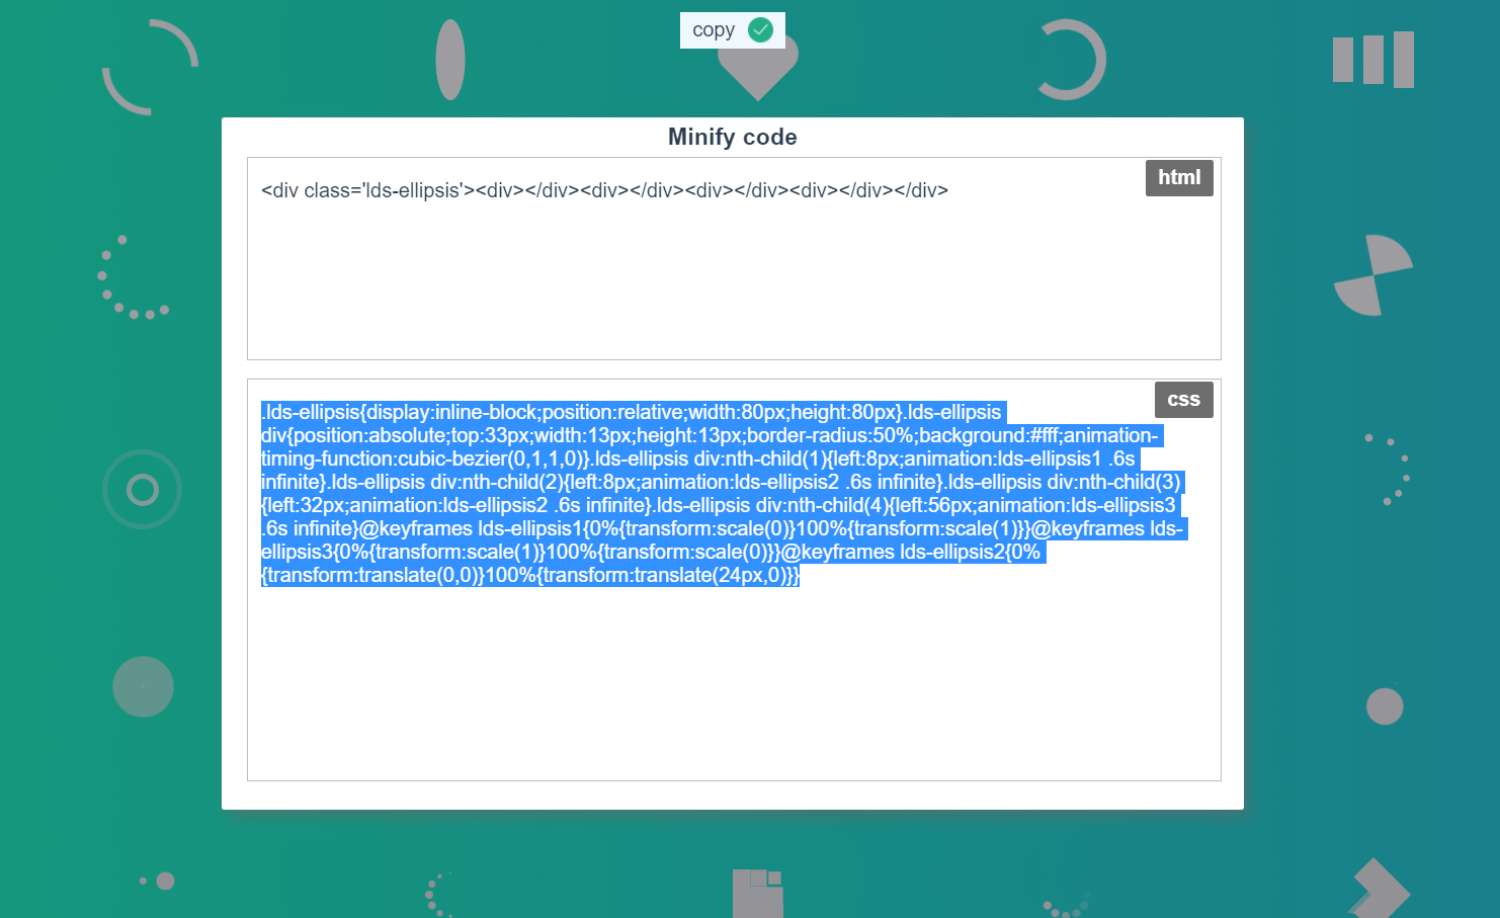 copy
Minify code
html
<div class='lds-ellipsis'><div></div><div></div><div></div><div></div></div>
css
.lds-ellipsis{display:inline-block;position:relative;width:80px;height:80px}.lds-ellipsis
div{position:absolute;top:33px;width:13px;height:13px;border-radius:50%;background:#fff;animation-
timing-function:cubic-bezier(0,1,1,0)}.lds-ellipsis div:nth-child(1){left:8px;animation:lds-ellipsis1 .6s
infinite}.lds-ellipsis div:nth-child(2){left:8px;animation:lds-ellipsis2 .6s infinite}.lds-ellipsis div:nth-child(3)
{left:32px;animation:lds-ellipsis2 .6s infinite}.lds-ellipsis div:nth-child(4){left:56px;animation:lds-ellipsis3
.6s infinite}@keyframes lds-ellipsis1{0%{transform:scale(0)}100%{transform:scale(1)}}@keyframes lds-
ellipsis3{0%{transform:scale(1)}100%{transform:scale(0)}}@keyframes lds-ellipsis2{0%
{transform:translate(0,0)}100%{transform:translate(24px,0)}}